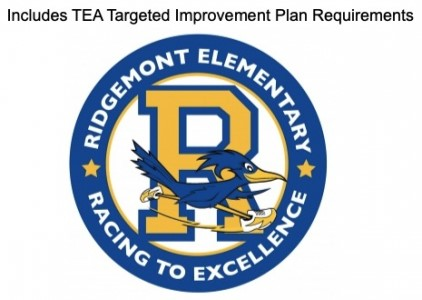 Includes TEA Targeted Improvement Plan Requirements
RIDGEMONT ELEMENTARY
R
RACING TO EXCELLENCE